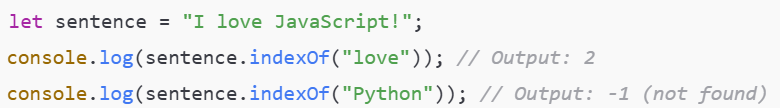 let sentence = "I love JavaScript!";
console.log(sentence.indexOf("love")); // Output: 2
console.log(sentence.indexOf("Python")); // Output: -1 (not found)